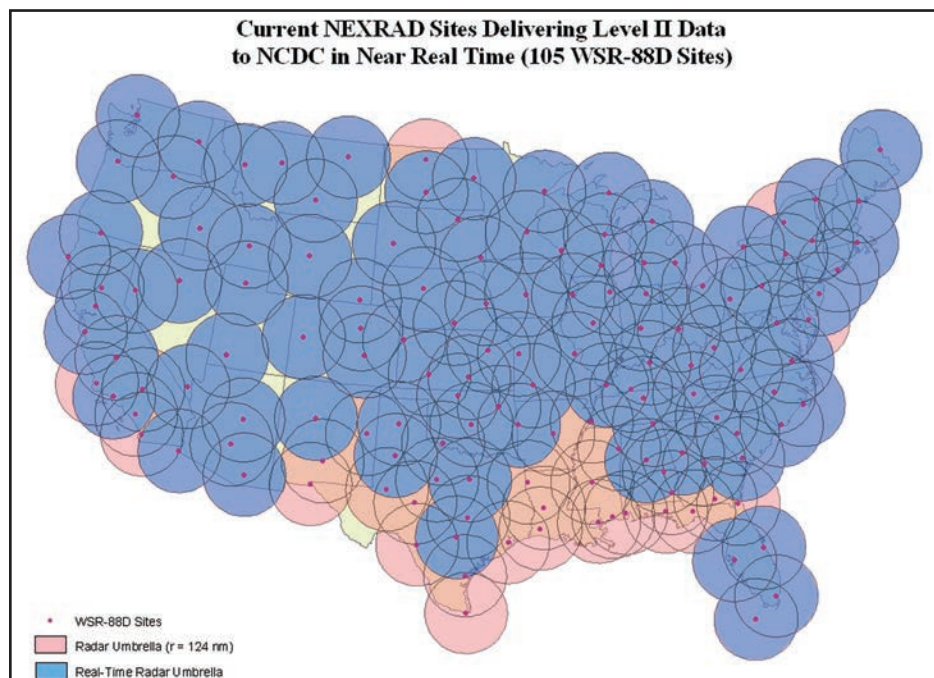 Current NEXRAD Sites Delivering Level II Data
to NCDC in Near Real Time (105 WSR-88D Sites)
WSR-88D Sites
Radar Umbrella (r = 124 nm)
Real-Time Radar Umbrella